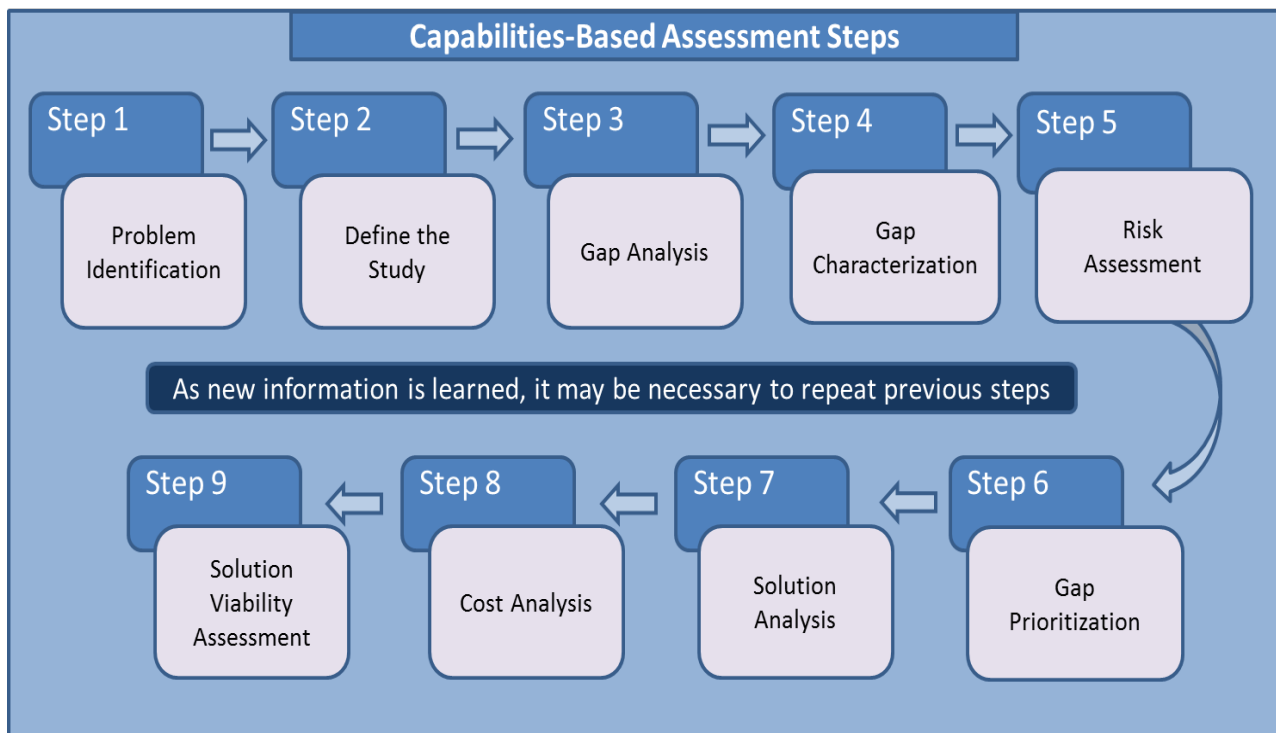 Capabilities-Based Assessment Steps
Step 1
Problem
Identification
Step 2
Define the
Study
Step 3
Gap Analysis
Step 4
Gap
Characterization
Step 5
Risk
Assessment
As new information is learned, it may be necessary to repeat previous steps
Step 6
Gap
Prioritization
Step 7
Solution
Analysis
Step 8
Cost Analysis
Step 9
Solution
Viability
Assessment